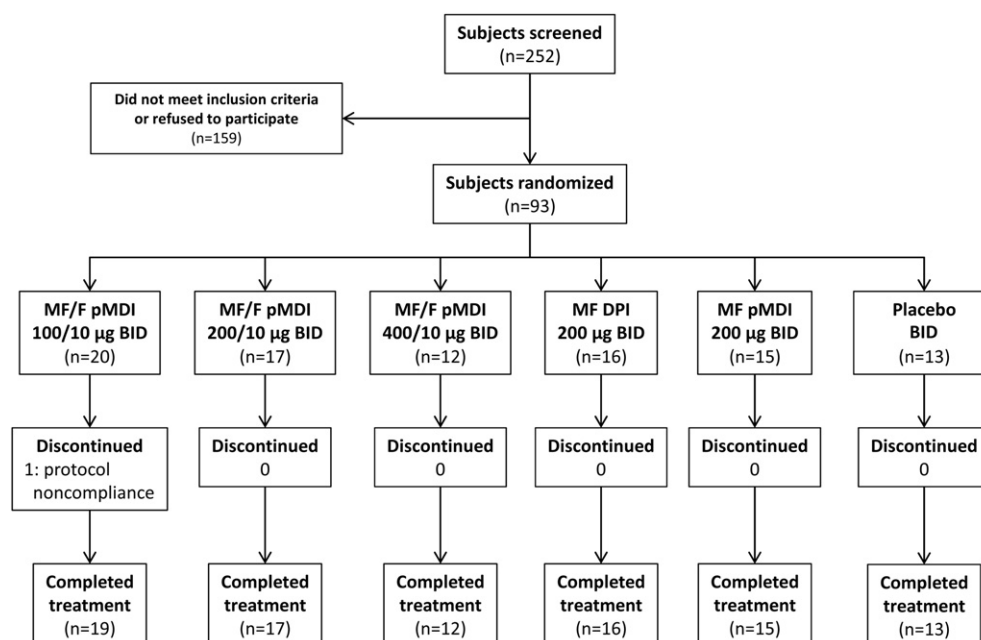 Subjects screened
(n=252)
Did not meet inclusion criteria
or refused to participate
(n=159)
Subjects randomized
(n=93)
MF/F pMDI
100/10 µg BID
(n=20)
MF/F pMDI
200/10 µg BID
(n=17)
MF/F pMDI
400/10 µg BID
(n=12)
MF DPI
200 µg BID
(n=16)
MF pMDI
200 µg BID
(n=15)
Placebo
BID
(n=13)
Discontinued
1: protocol
noncompliance
Discontinued
0
Discontinued
0
Discontinued
0
Discontinued
0
Discontinued
0
Completed
treatment
(n=19)
Completed
treatment
(n=17)
Completed
treatment
(n=12)
Completed
treatment
(n=16)
Completed
treatment
(n=15)
Completed
treatment
(n=13)